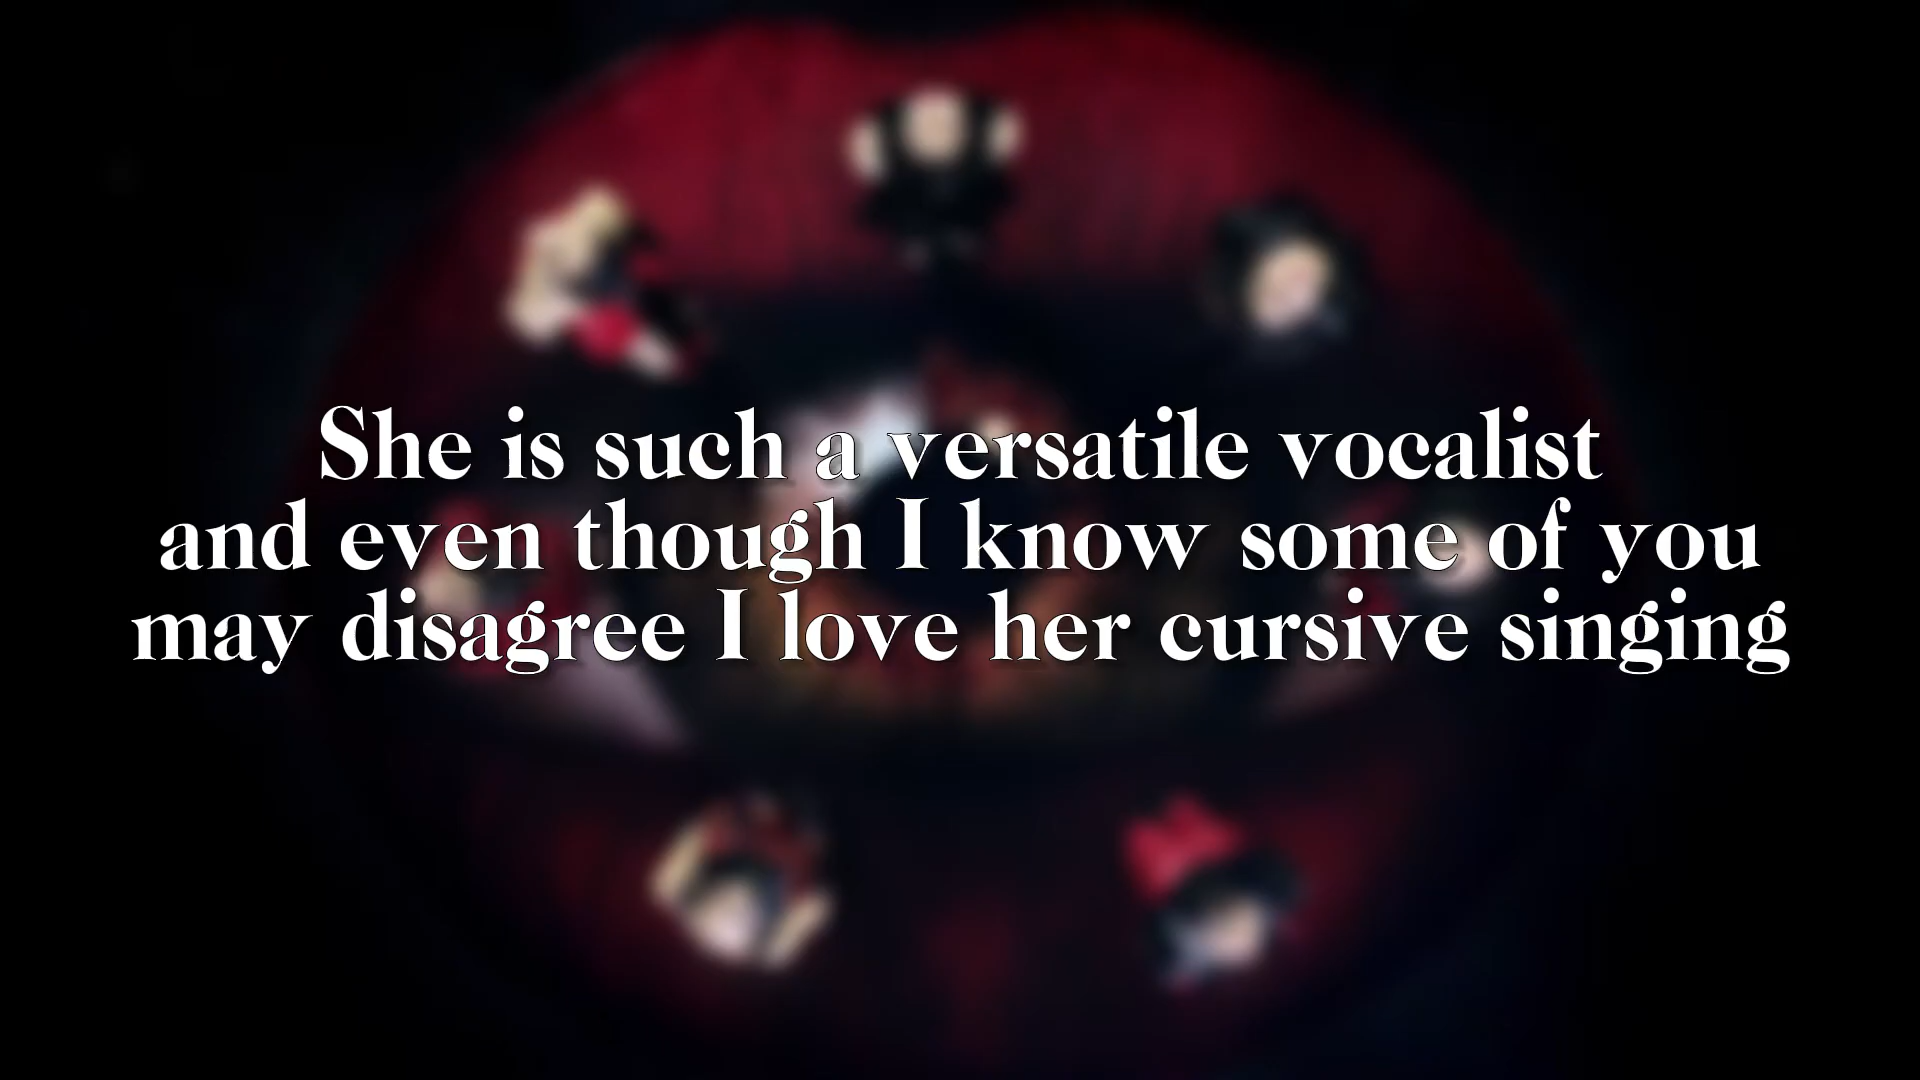 She is such a versatile vocalist
and even though I know some of you
may disagree I love her cursive singing